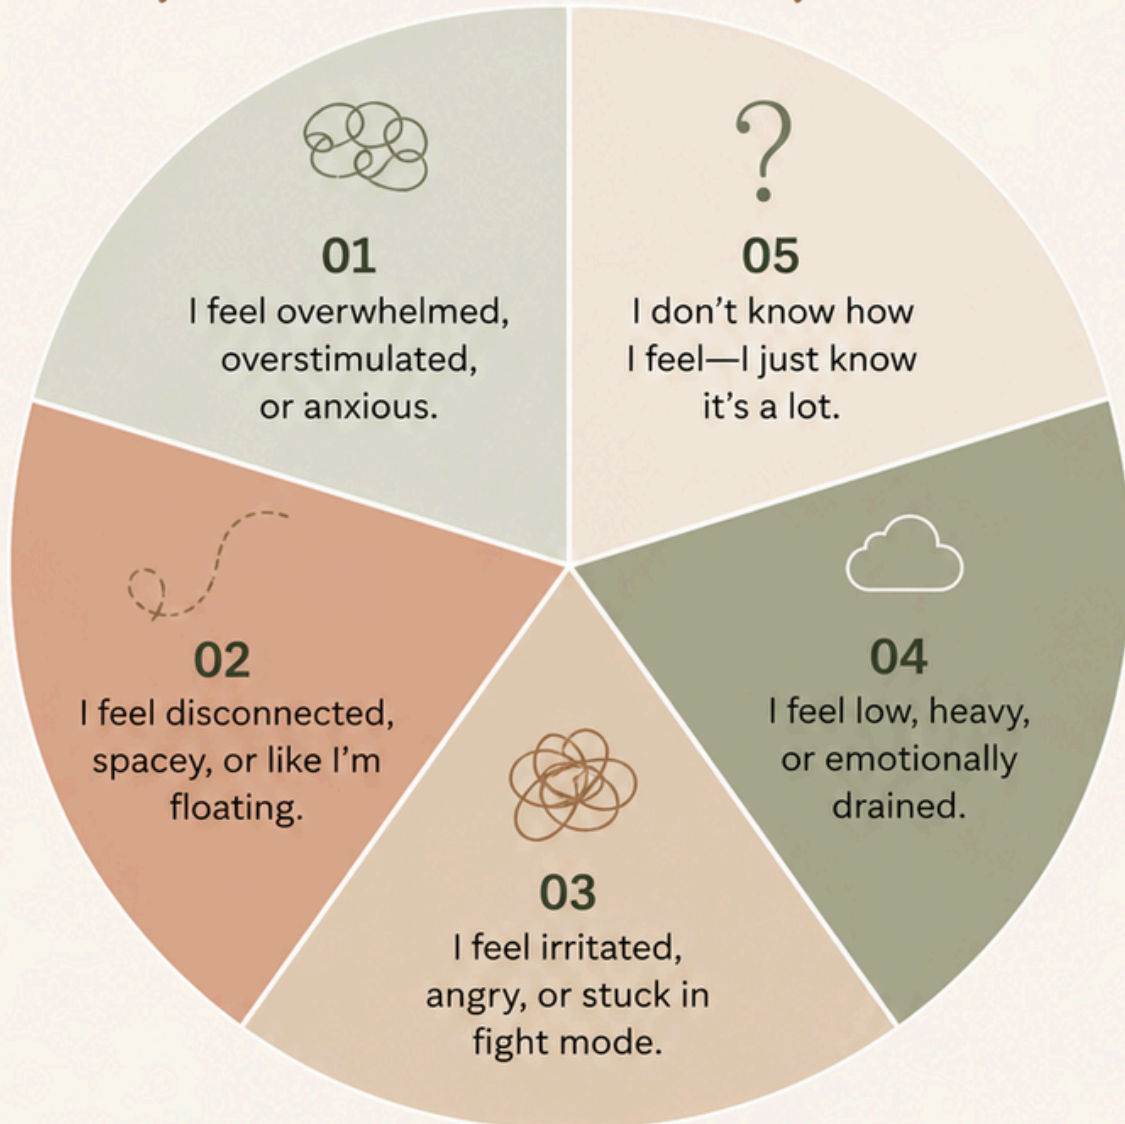 01
I feel overwhelmed,
overstimulated,
or anxious.
?
05
I don’t know how
I feel—I just know
it’s a lot.
02
I feel disconnected,
spacey, or like I’m
floating.
03
I feel irritated,
angry, or stuck in
fight mode.
04
I feel low, heavy,
or emotionally
drained.